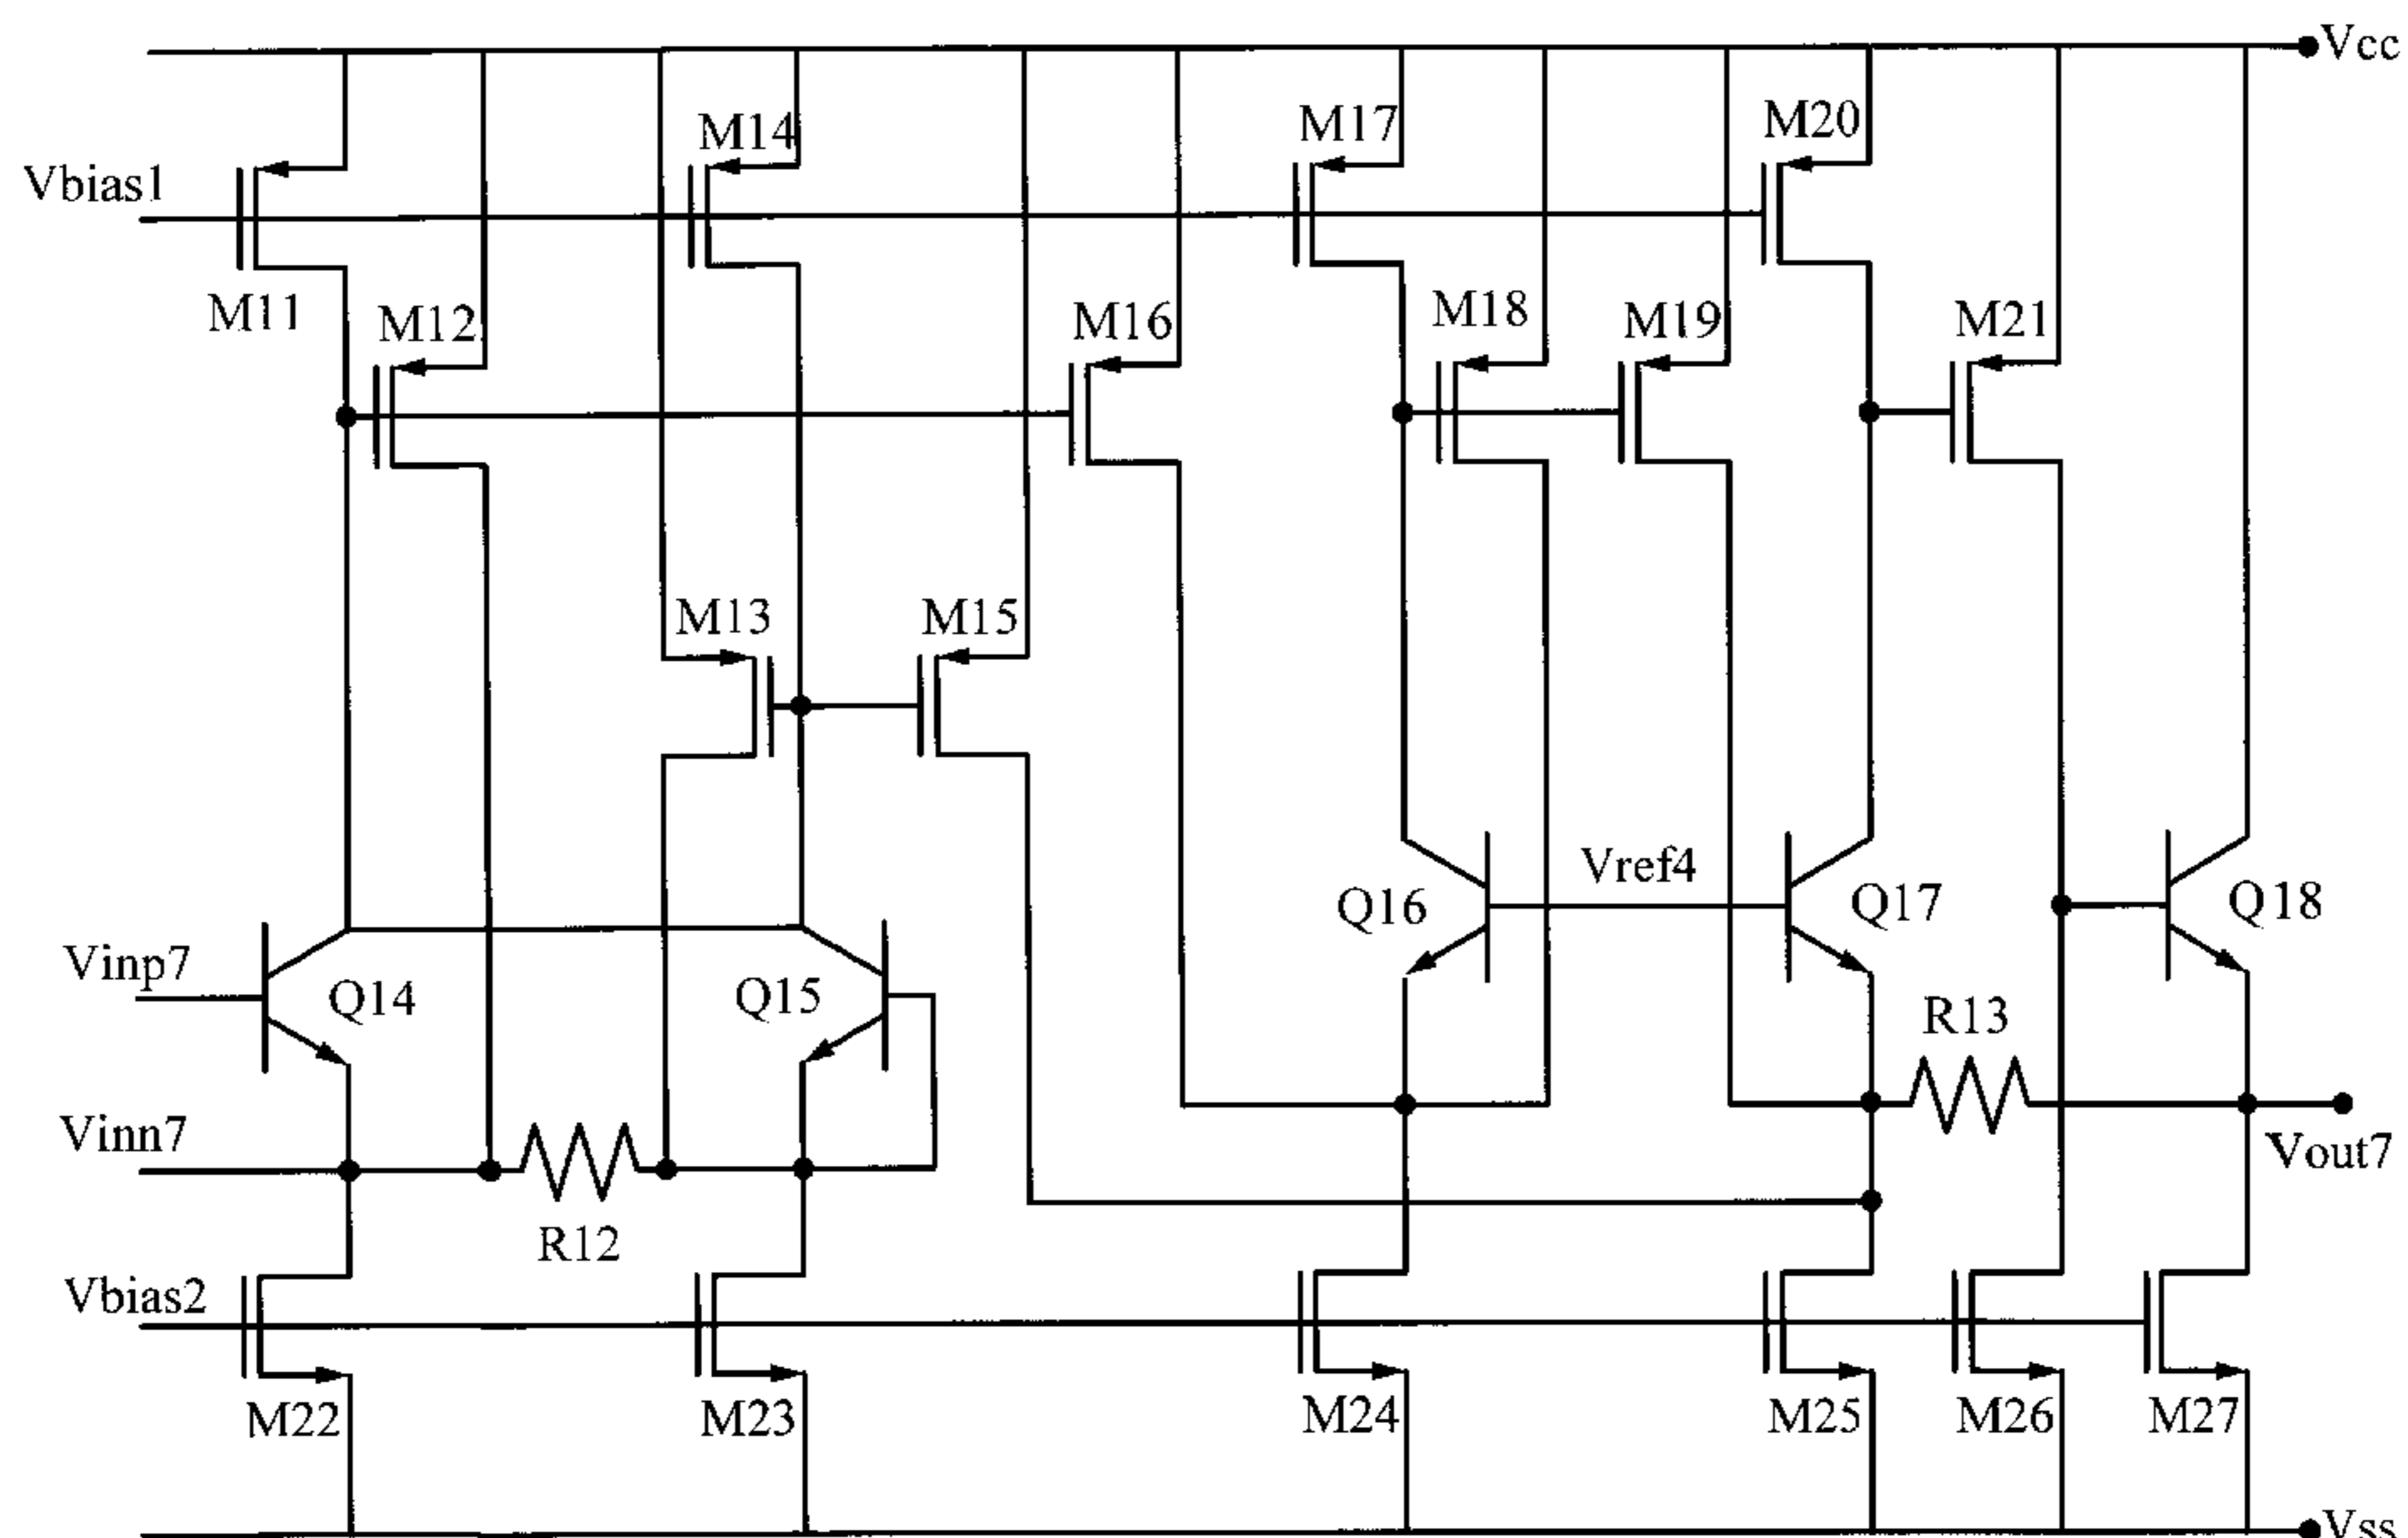 Vcc
M14
M17
M20
Vbias1
M11
M12
M16
M18
M19
M21
M13
M15
Vref4
Q16
Q17
Q18
Vinp7
Q14
Q15
R13
Vinn7
Vout7
R12
Vbias2
M22
M23
M24
M25
M26
M27
Vss